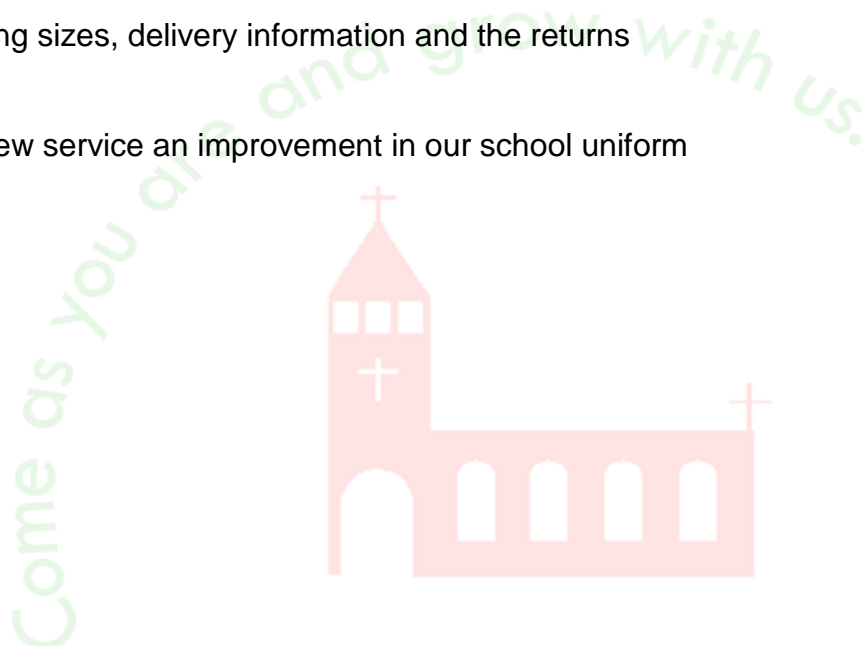 ng sizes, delivery information and the returns
ew service an improvement in our school uniform
Come as you are and grow with us.